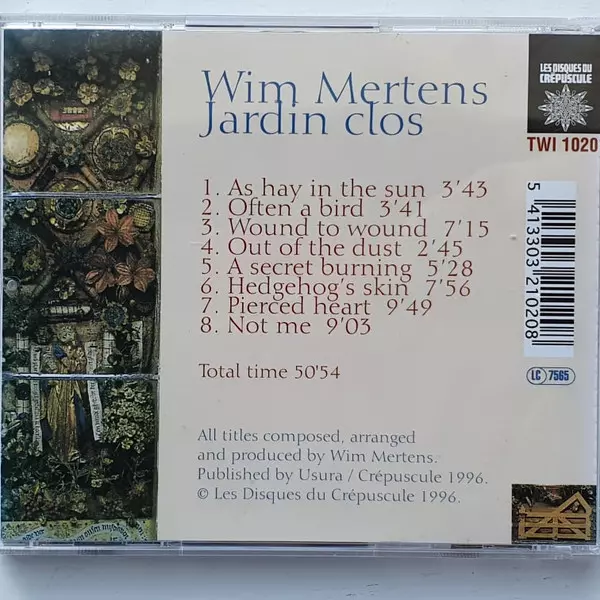 Wim Mertens
Jardin clos
1. As hay in the sun 3'43
2. Often a bird 3'41
3. Wound to wound 7'15
4. Out of the dust 2'45
5. A secret burning 5'28
6. Hedgehog's skin 7'56
7. Pierced heart 9'49
8. Not me 9'03
Total time 50'54
All titles composed, arranged
and produced by Wim Mertens.
Published by Usura / Crépuscule 1996.
© Les Disques du Crépuscule 1996.
LES DISQUES DU
CRÉPUSCULE
TWI 1020
5 413303 210208
LC 7565